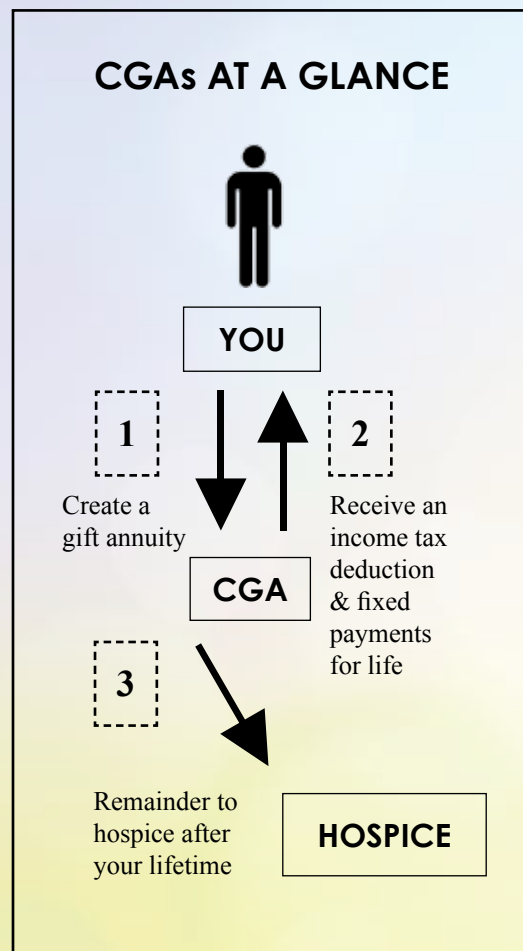 CGAs AT A GLANCE
YOU
1
Create a
gift annuity
2
Receive an
income tax
deduction
& fixed
payments
for life
CGA
3
Remainder to
hospice after
your lifetime
HOSPICE